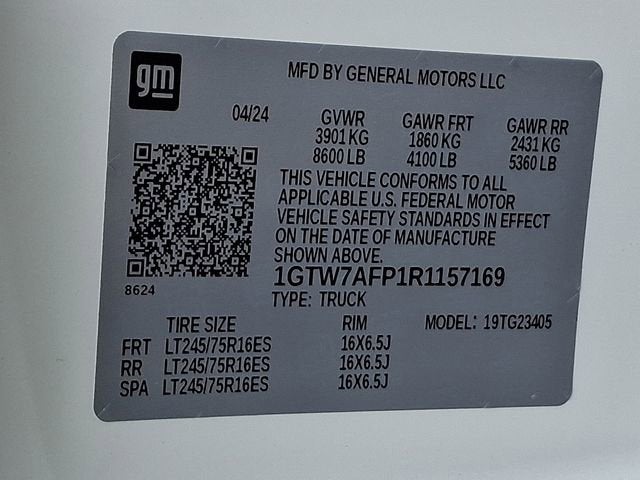 gm
MFD BY GENERAL MOTORS LLC
04/24 GVWR GAWR FRT GAWR RR
3901 KG 1860 KG 2431 KG
8600 LB 4100 LB 5360 LB
THIS VEHICLE CONFORMS TO ALL
APPLICABLE U.S. FEDERAL MOTOR
VEHICLE SAFETY STANDARDS IN EFFECT
ON THE DATE OF MANUFACTURE
SHOWN ABOVE.
1GTW7AFP1R1157169
8624
TYPE: TRUCK
TIRE SIZE RIM MODEL: 19TG23405
FRT LT245/75R16ES 16X6.5J
RR LT245/75R16ES 16X6.5J
SPA LT245/75R16ES 16X6.5J